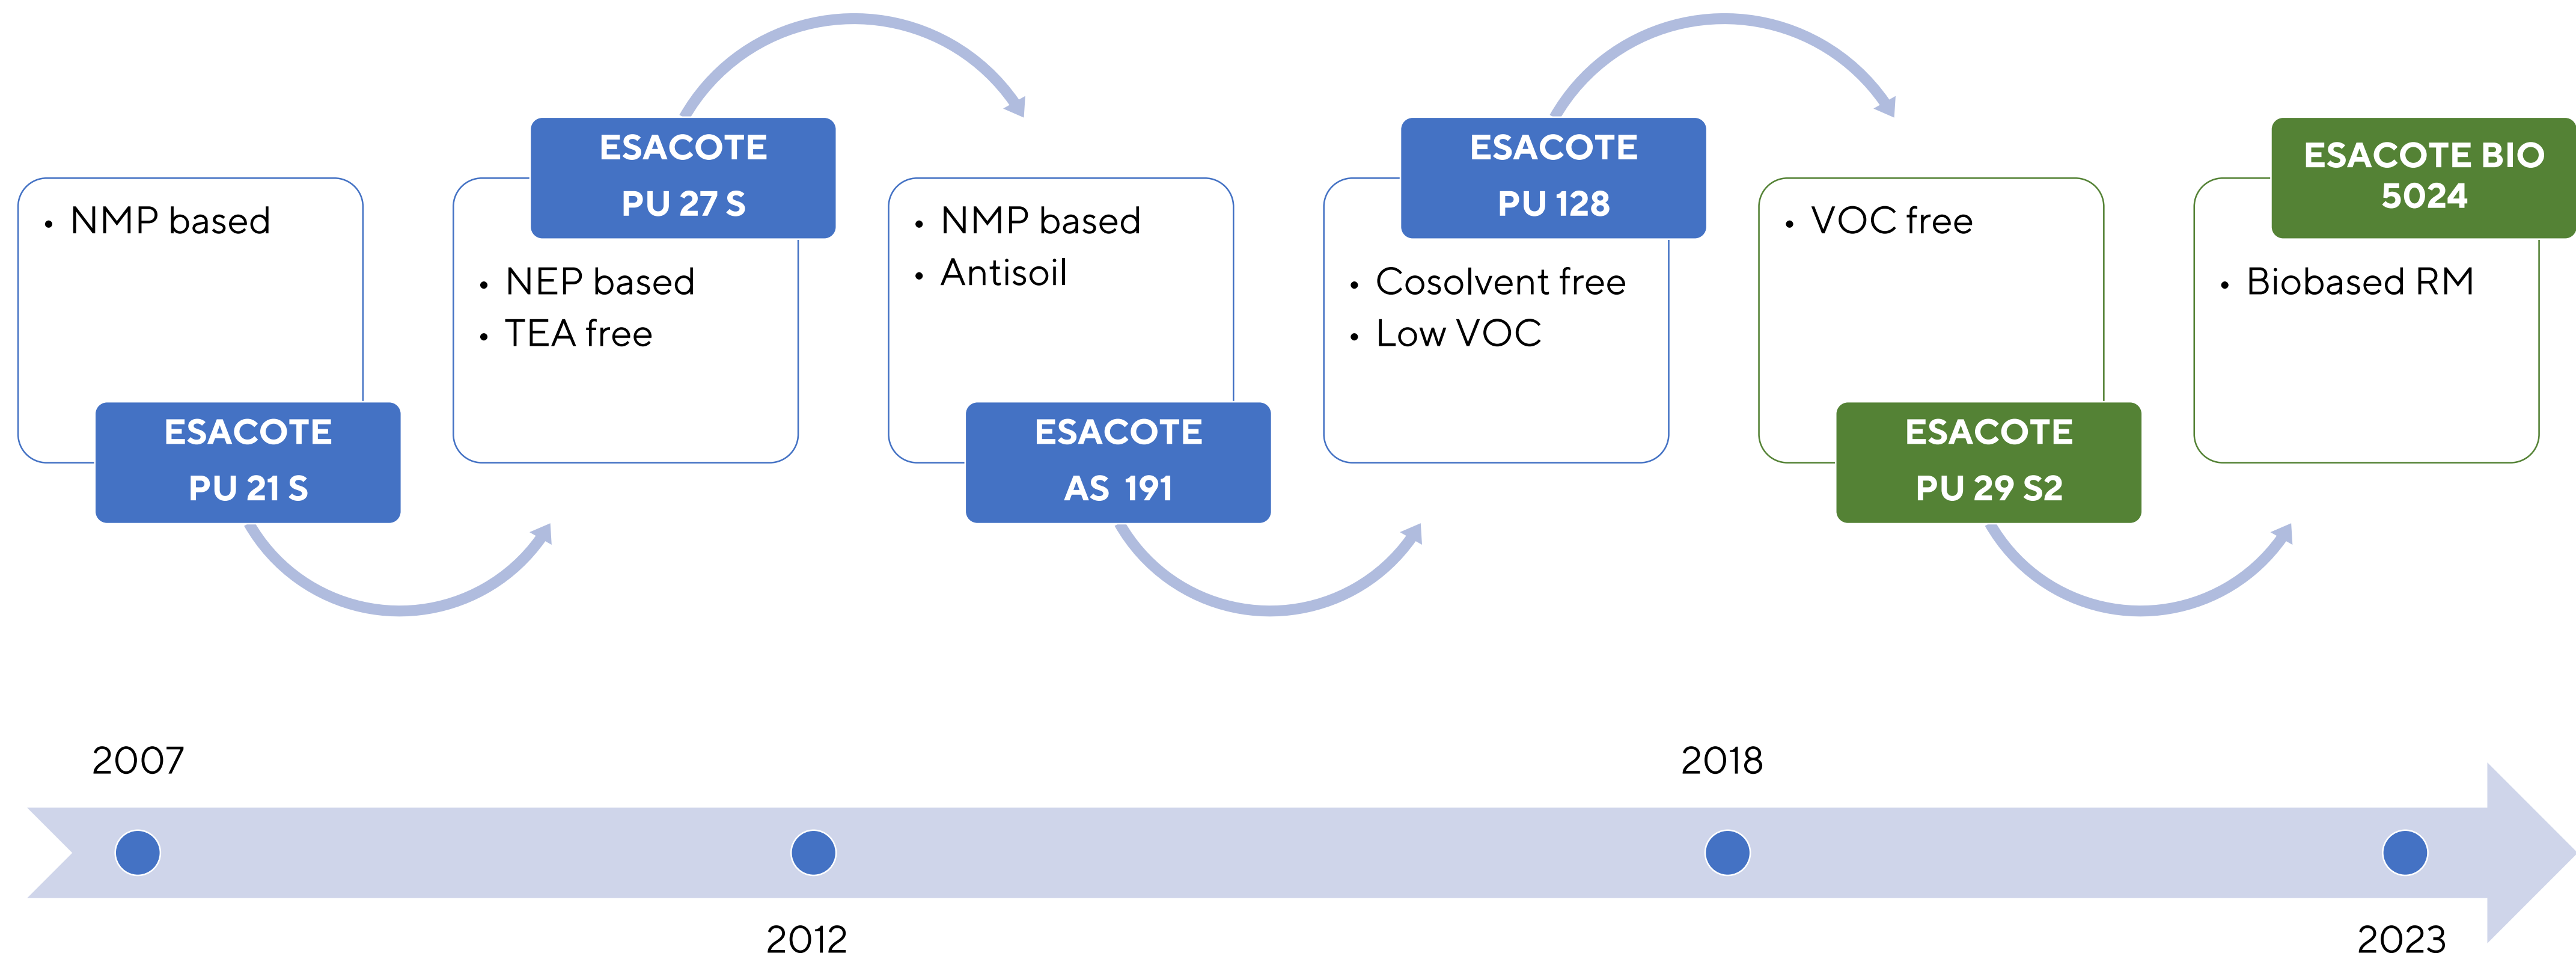 • NMP based
ESACOTE
PU 21 S
ESACOTE
PU 27 S
• NEP based
• TEA free
• NMP based
• Antisoil
ESACOTE
AS 191
ESACOTE
PU 128
• Cosolvent free
• Low VOC
• VOC free
ESACOTE
PU 29 S2
ESACOTE BIO
5024
• Biobased RM
2007
2012
2018
2023